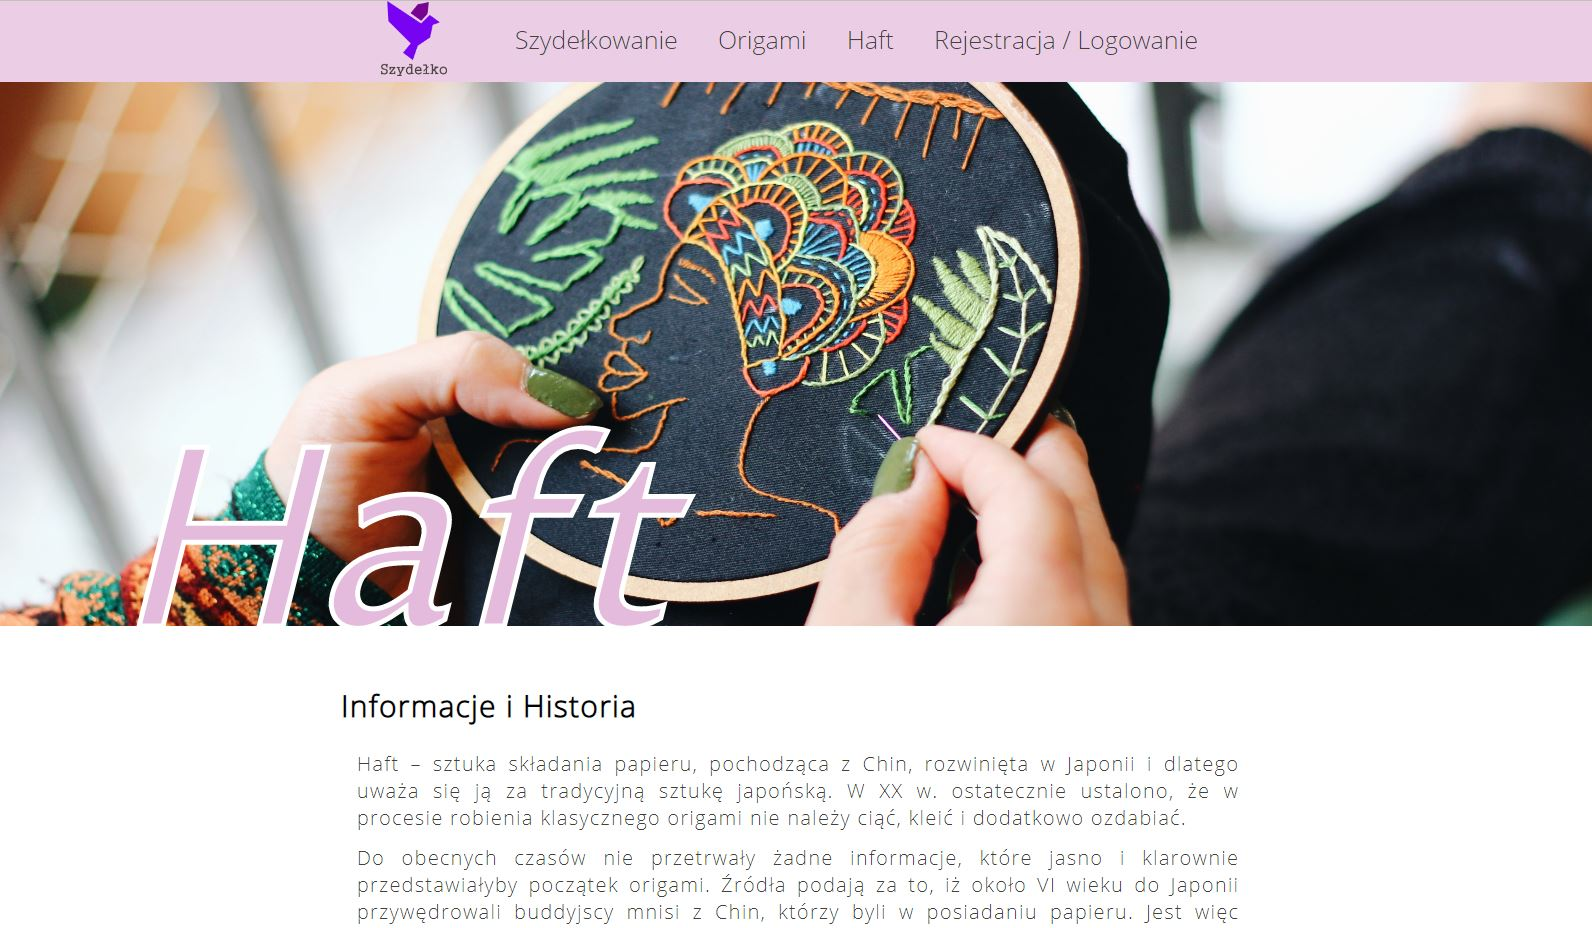 Szydełko
Szydełkowanie Origami Haft Rejestracja / Logowanie
Haft
Informacje i Historia
Haft – sztuka składania papieru, pochodząca z Chin, rozwinięta w Japonii i dlatego
uważa się ją za tradycyjną sztukę japońską. W XX w. ostatecznie ustalono, że w
procesie robienia klasycznego origami nie należy ciąć, kleić i dodatkowo ozdabiać.
Do obecnych czasów nie przetrwały żadne informacje, które jasno i klarownie
przedstawiałyby początek origami. Źródła podają za to, iż około VI wieku do Japonii
przywędrowali buddyjscy mnisi z Chin, którzy byli w posiadaniu papieru. Jest więc